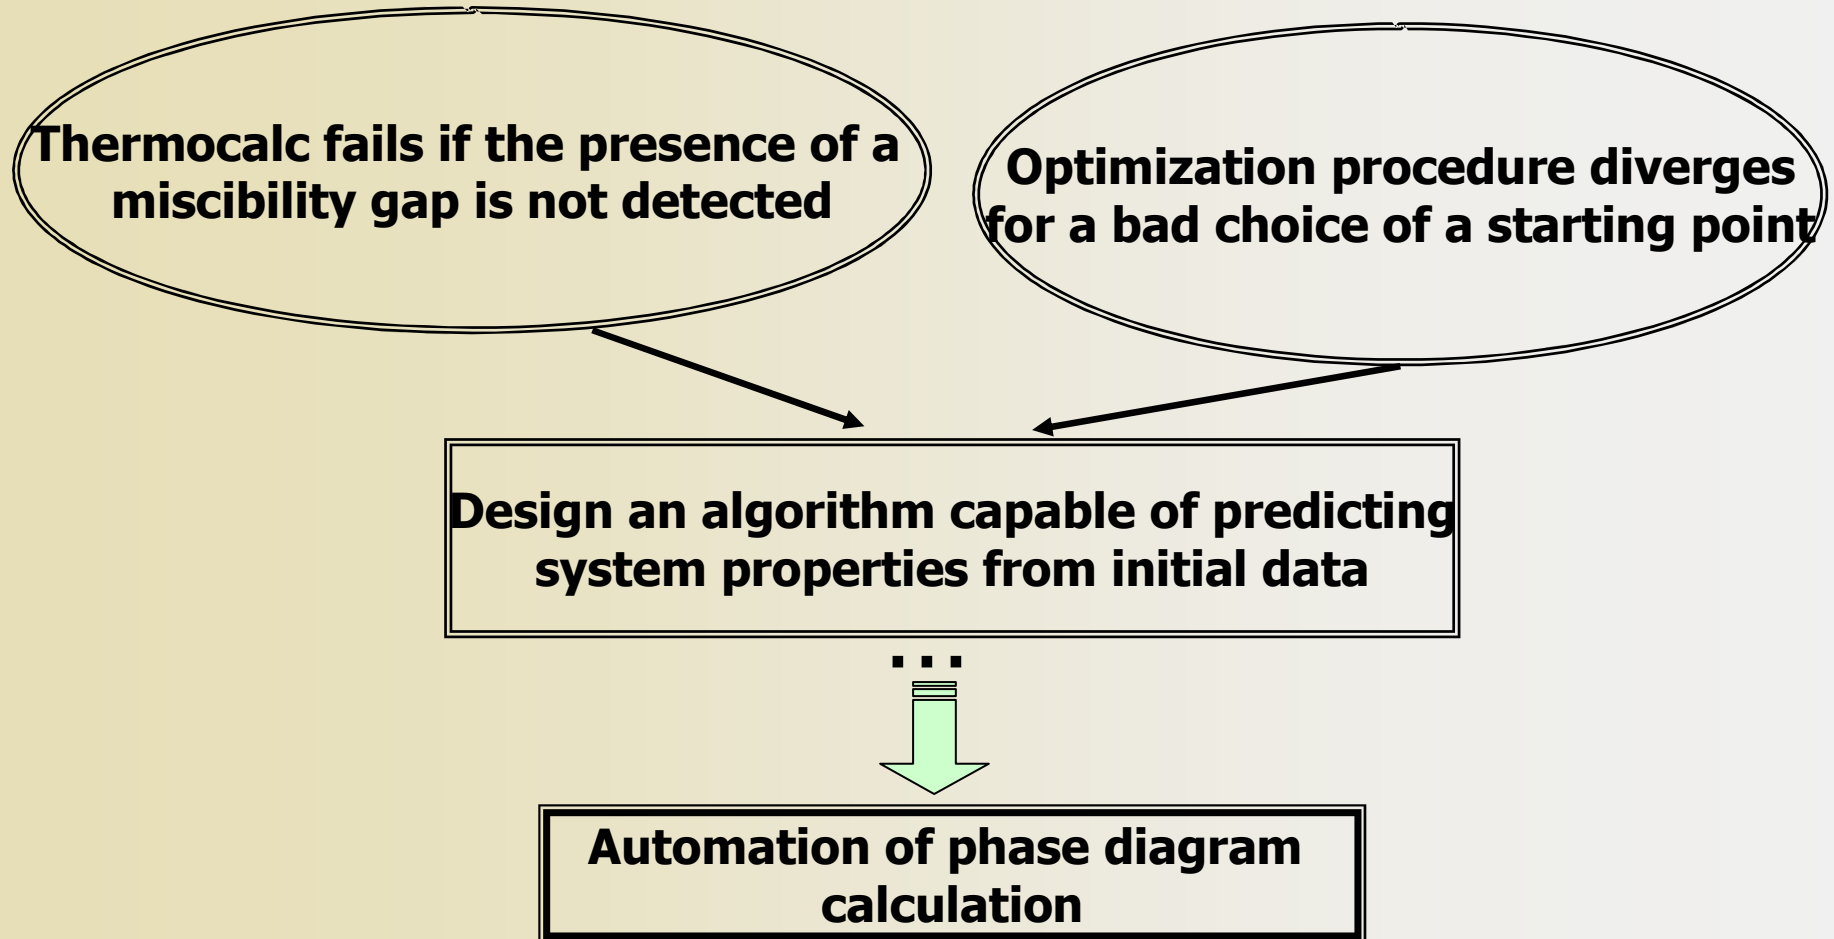 Thermocalc fails if the presence of a
miscibility gap is not detected
Optimization procedure diverges
for a bad choice of a starting point
Design an algorithm capable of predicting
system properties from initial data
...
Automation of phase diagram
calculation